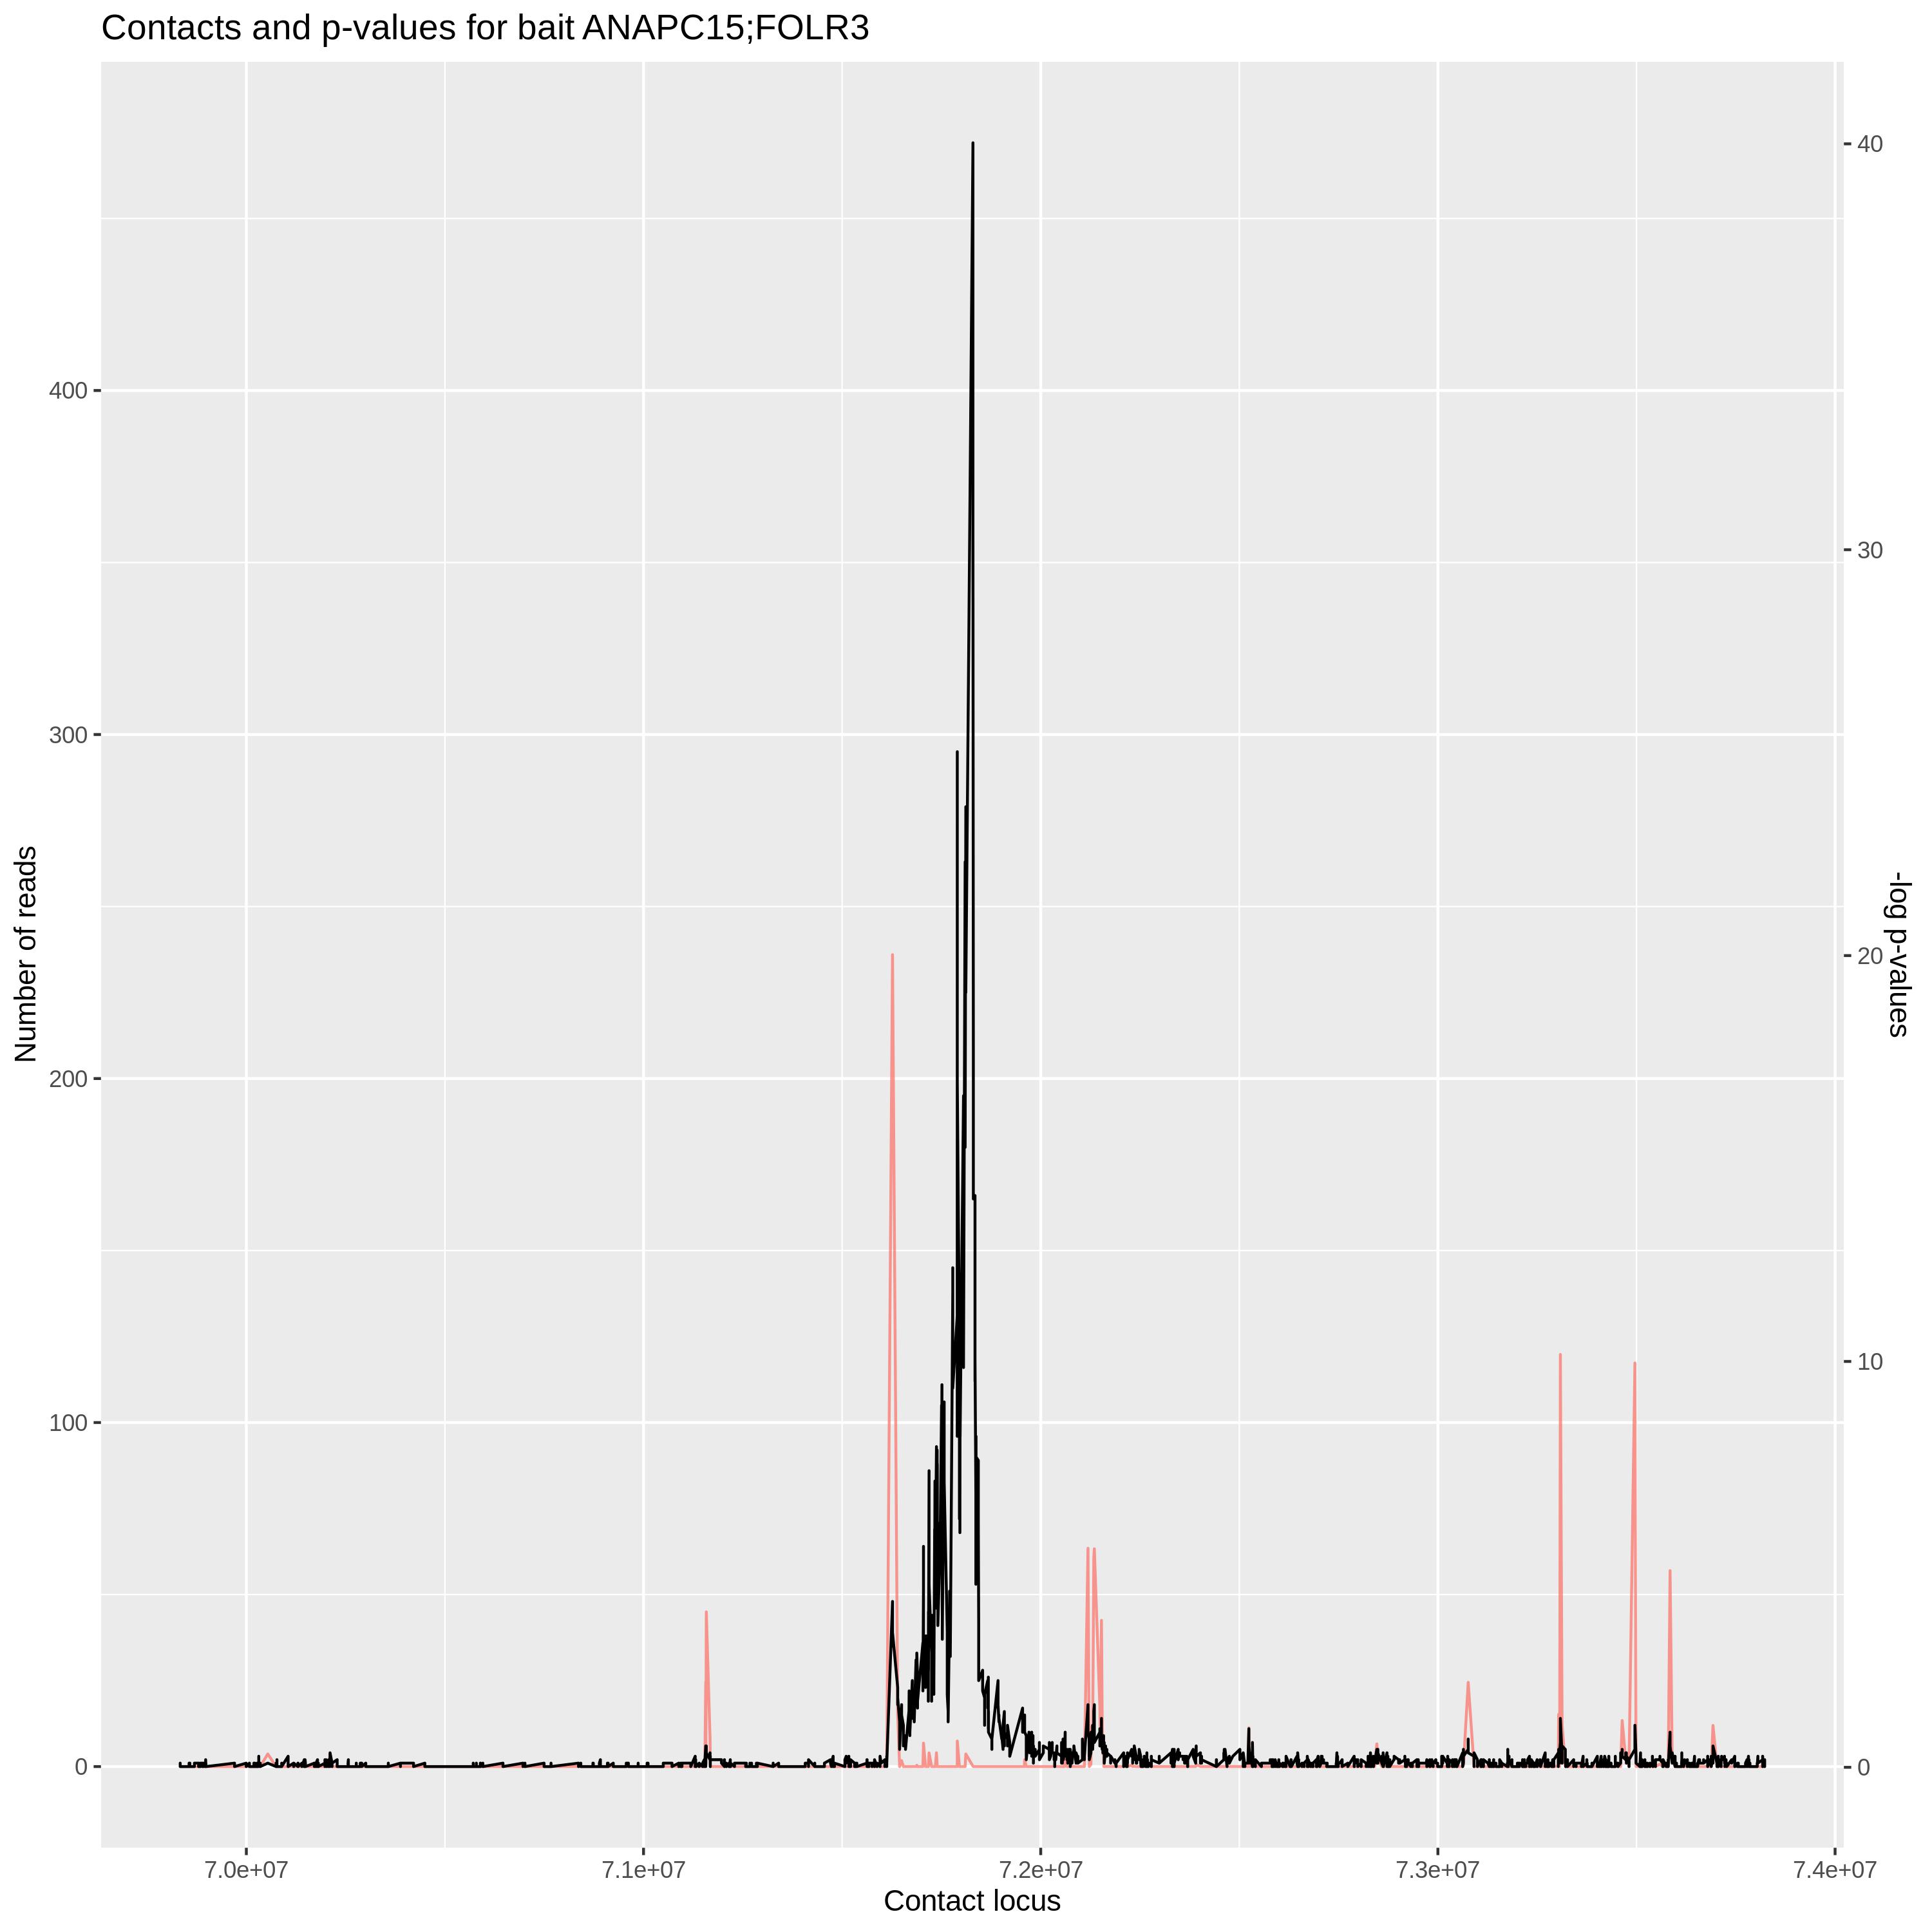 Contacts and p-values for bait ANAPC15;FOLR3
400
300
200
100
0
Number of reads
40
30
20
10
0
-log p-values
7.0e+07
7.1e+07
7.2e+07
7.3e+07
7.4e+07
Contact locus